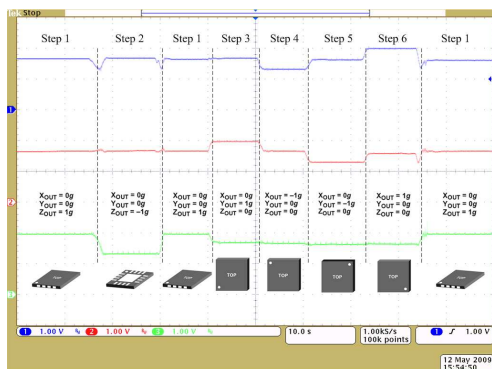 Tek Stop
Step 1 Step 2 Step 1 Step 3 Step 4 Step 5 Step 6 Step 1
1
2
XOUT = 0g XOUT = 0g XOUT = 0g XOUT = 0g XOUT = –1g XOUT = 0g XOUT = 1g XOUT = 0g
YOUT = 0g YOUT = 0g YOUT = 0g YOUT = 1g YOUT = 0g YOUT = –1g YOUT = 0g YOUT = 0g
ZOUT = 1g ZOUT = –1g ZOUT = 1g ZOUT = 0g ZOUT = 0g ZOUT = 0g ZOUT = 0g ZOUT = 1g
TOP TOP TOP TOP TOP TOP TOP
3
1 1.00 V 2 1.00 V 3 1.00 V 10.0 s 1.00kS/s 1 1.00 V
100k points
12 May 2009
15:54:50